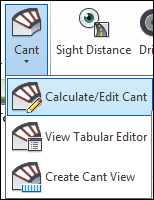 Cant
Sight Distance
Dri
Calculate/Edit Cant
View Tabular Editor
Create Cant View